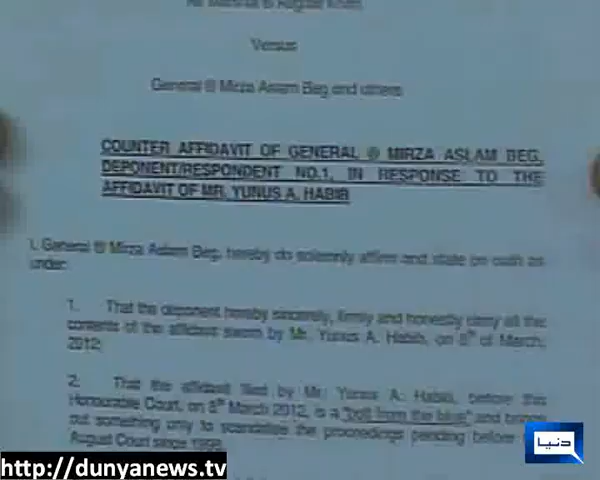 Air Marshal ® Asghar Khan
Versus
General ® Mirza Aslam Beg and others
COUNTER AFFIDAVIT OF GENERAL ® MIRZA ASLAM BEG,
DEPONENT/RESPONDENT NO.1, IN RESPONSE TO THE
AFFIDAVIT OF MR. YUNUS A. HABIB
I, General ® Mirza Aslam Beg, hereby do solemnly affirm and state on oath as
under:
1. That the deponent hereby sincerely, firmly and honestly deny all the
contents of the affidavit sworn by Mr. Yunus A. Habib, on 8th of March,
2012;
2. That the affidavit filed by Mr. Yunus A. Habib, before this
Honourable Court, on 8th March 2012, is a "bolt from the blue" and brings
out something only to scandalise the proceedings pending before
August Court since 1996.
دنیا
http://dunyanews.tv